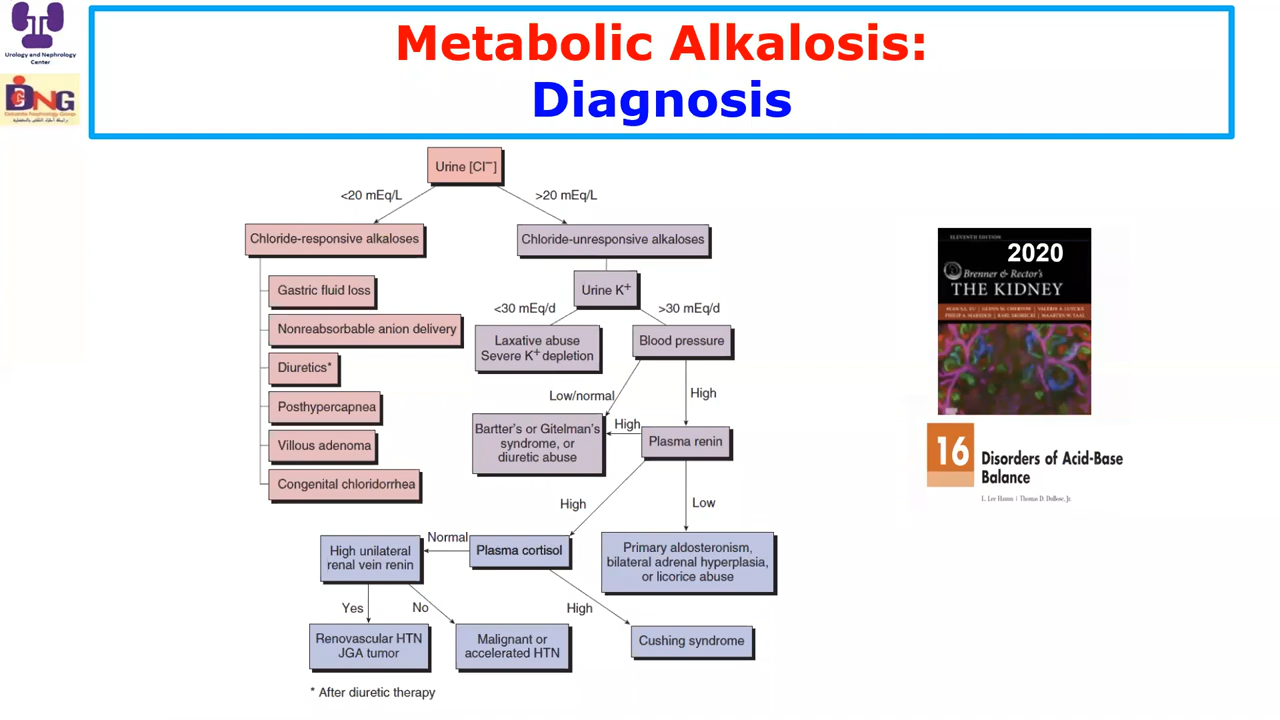 Urology and Nephrology
Center
Metabolic Alkalosis:
Diagnosis
Urine [Cl⁻]
<20 mEq/L
>20 mEq/L
Chloride-responsive alkaloses
Chloride-unresponsive alkaloses
Gastric fluid loss
Nonreabsorbable anion delivery
Diuretics*
Posthypercapnea
Villous adenoma
Congenital chloridorrhea
Urine K⁺
<30 mEq/d
>30 mEq/d
Laxative abuse
Severe K⁺ depletion
Blood pressure
Low/normal
High
Bartter's or Gitelman's
syndrome, or
diuretic abuse
High
Plasma renin
High
Low
Normal
Plasma cortisol
High unilateral
renal vein renin
Primary aldosteronism,
bilateral adrenal hyperplasia,
or licorice abuse
Yes
No
High
Renovascular HTN
JGA tumor
Malignant or
accelerated HTN
Cushing syndrome
* After diuretic therapy
ELEVENTH EDITION
2020
Brenner & Rector's
THE KIDNEY
16
Disorders of Acid-Base
Balance
L. Lee Hamm | Thomas D. DuBose, Jr.